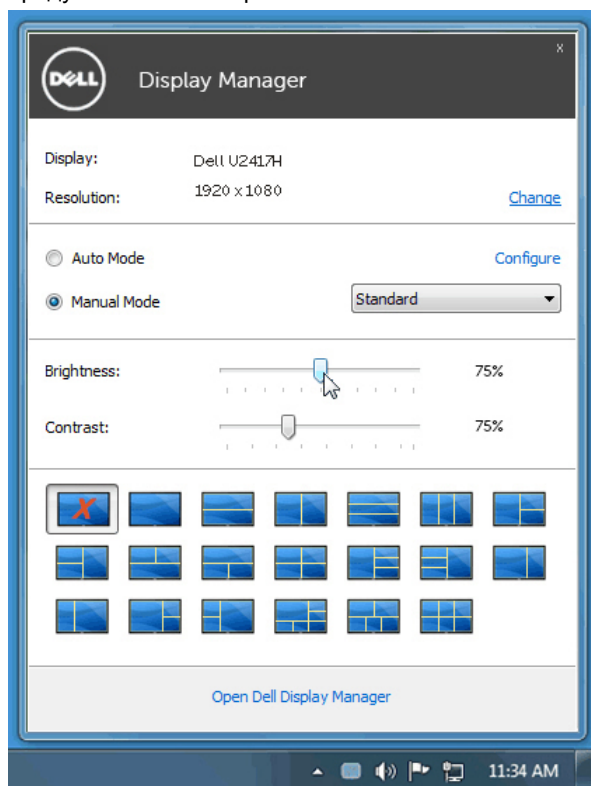 DELL
Display Manager
x
Display: Dell U2417H
Resolution: 1920 x 1080 Change
Auto Mode Configure
Manual Mode Standard
Brightness: 75%
Contrast: 75%
Open Dell Display Manager
11:34 AM